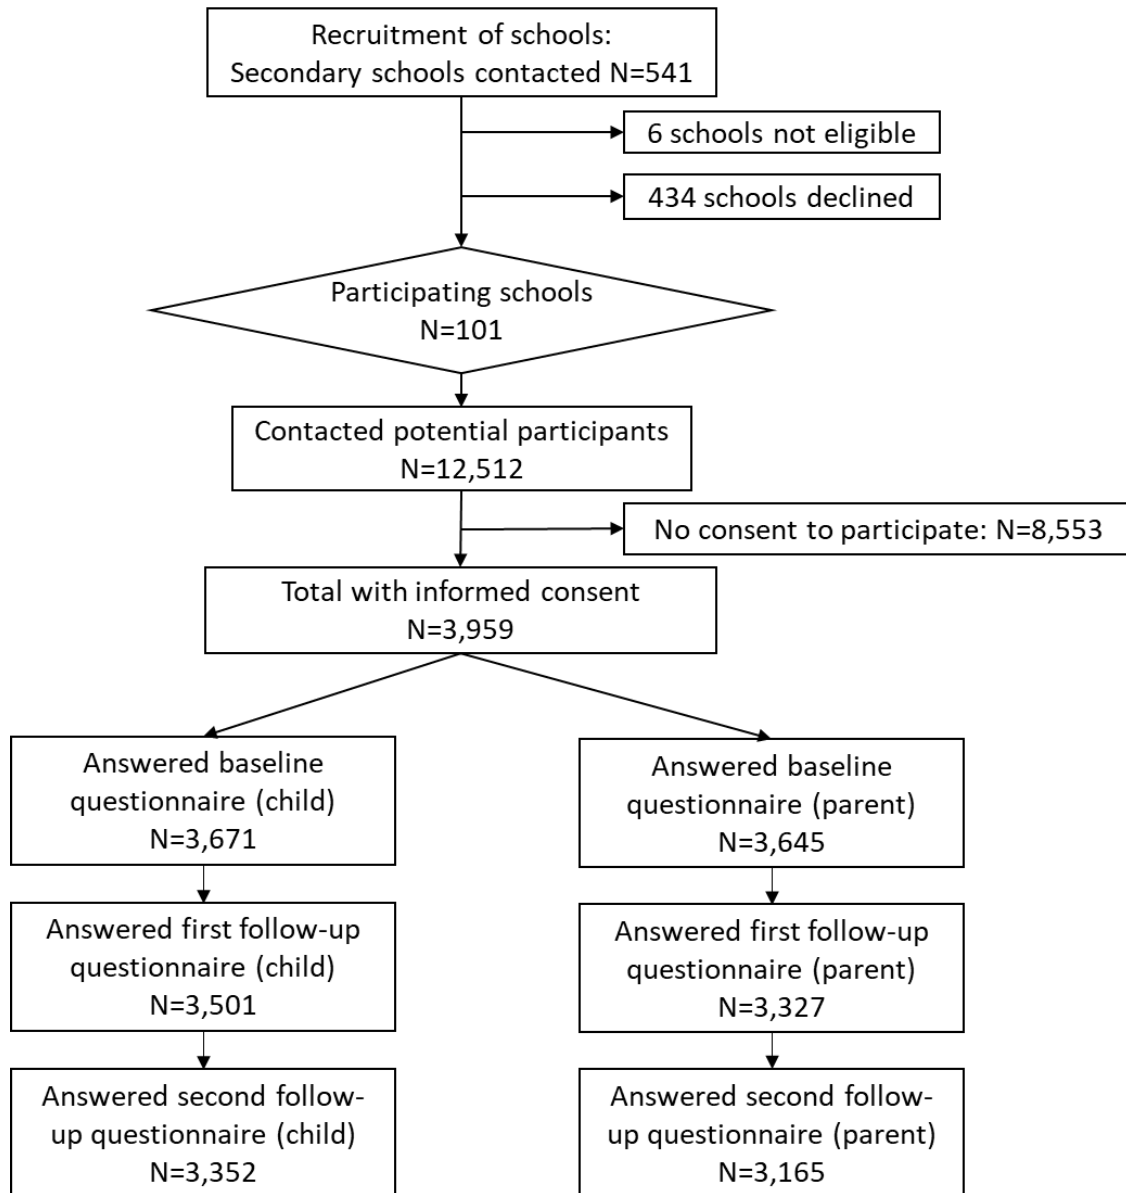 Recruitment of schools:
Secondary schools contacted N=541
6 schools not eligible
434 schools declined
Participating schools
N=101
Contacted potential participants
N=12,512
No consent to participate: N=8,553
Total with informed consent
N=3,959
Answered baseline
questionnaire (child)
N=3,671
Answered baseline
questionnaire (parent)
N=3,645
Answered first follow-up
questionnaire (child)
N=3,501
Answered first follow-up
questionnaire (parent)
N=3,327
Answered second follow-
up questionnaire (child)
N=3,352
Answered second follow-
up questionnaire (parent)
N=3,165